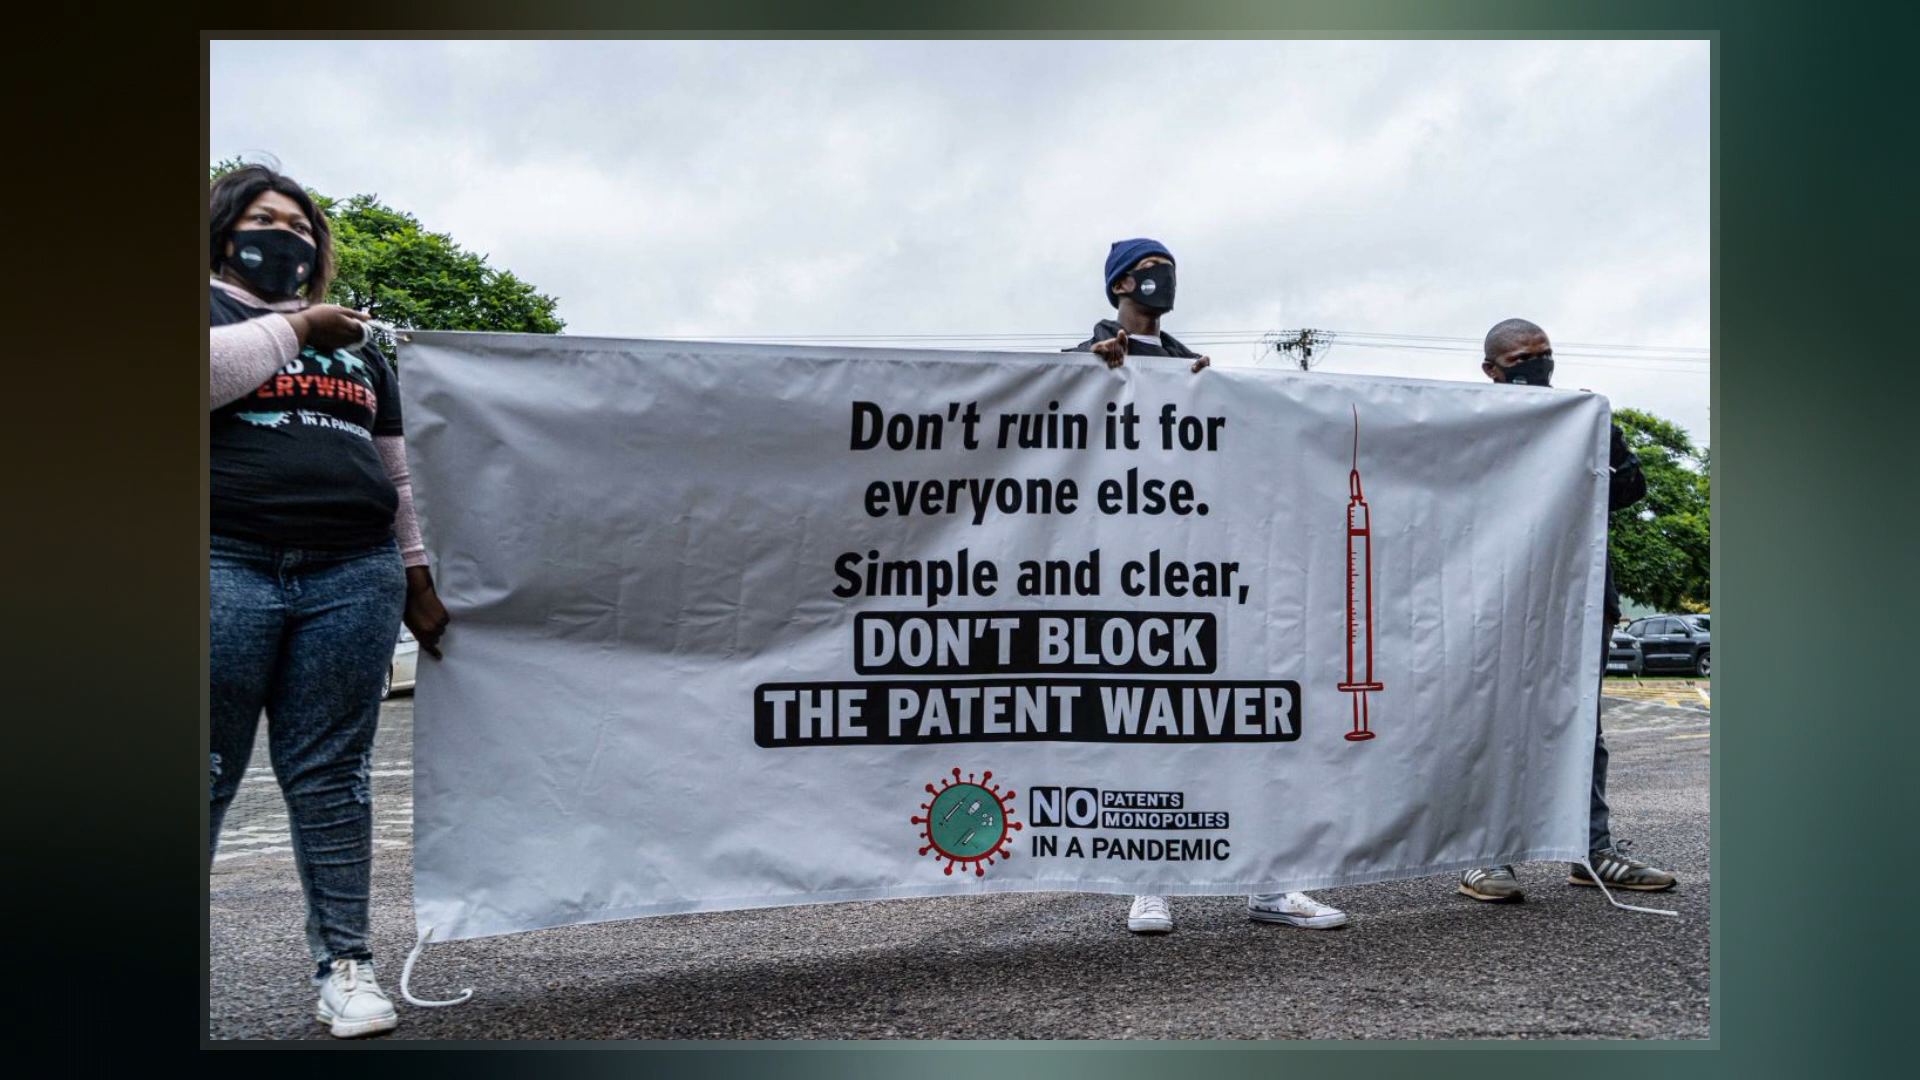 ERYWHER
IN A PANDE
Don't ruin it for
everyone else.
Simple and clear,
DON'T BLOCK
THE PATENT WAIVER
NO PATENTS
MONOPOLIES
IN A PANDEMIC